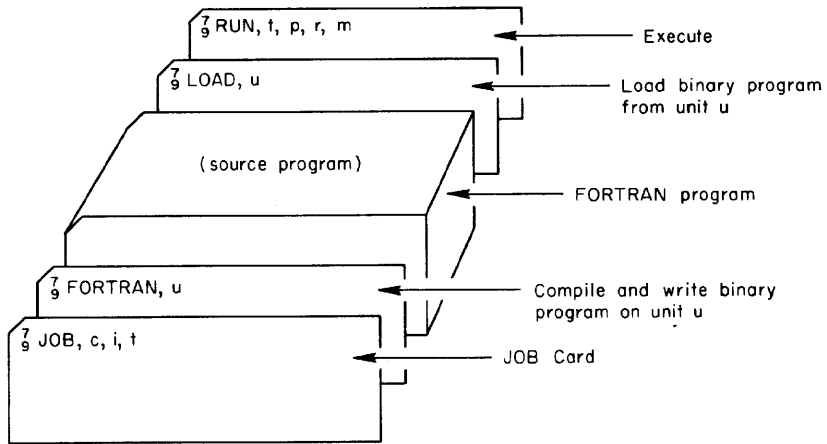 7/9 RUN, t, p, r, m
Execute
7/9 LOAD, u
Load binary program
from unit u
(source program)
FORTRAN program
7/9 FORTRAN, u
Compile and write binary
program on unit u
7/9 JOB, c, i, t
JOB Card